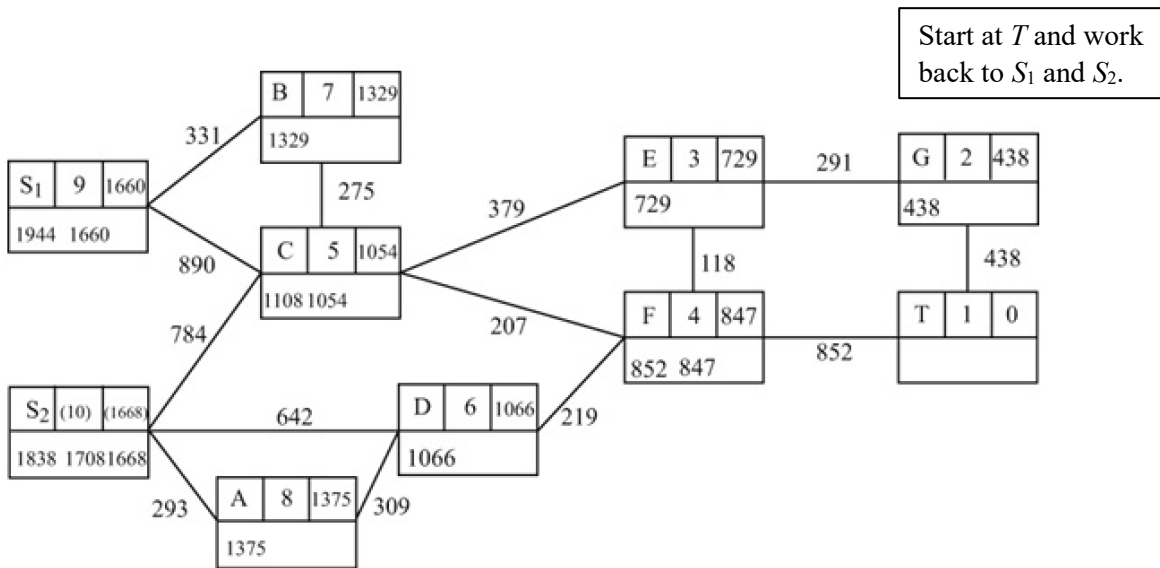 Start at T and work
back to S₁ and S₂.
B 7 1329
1329
331
S₁ 9 1660
1944 1660
275
E 3 729
729
291
G 2 438
438
379
890
C 5 1054
1108 1054
118
438
784
207
F 4 847
852 847
852
T 1 0
S₂ (10) (1668)
1838 1708 1668
642
D 6 1066
1066
219
293
A 8 1375
1375
309